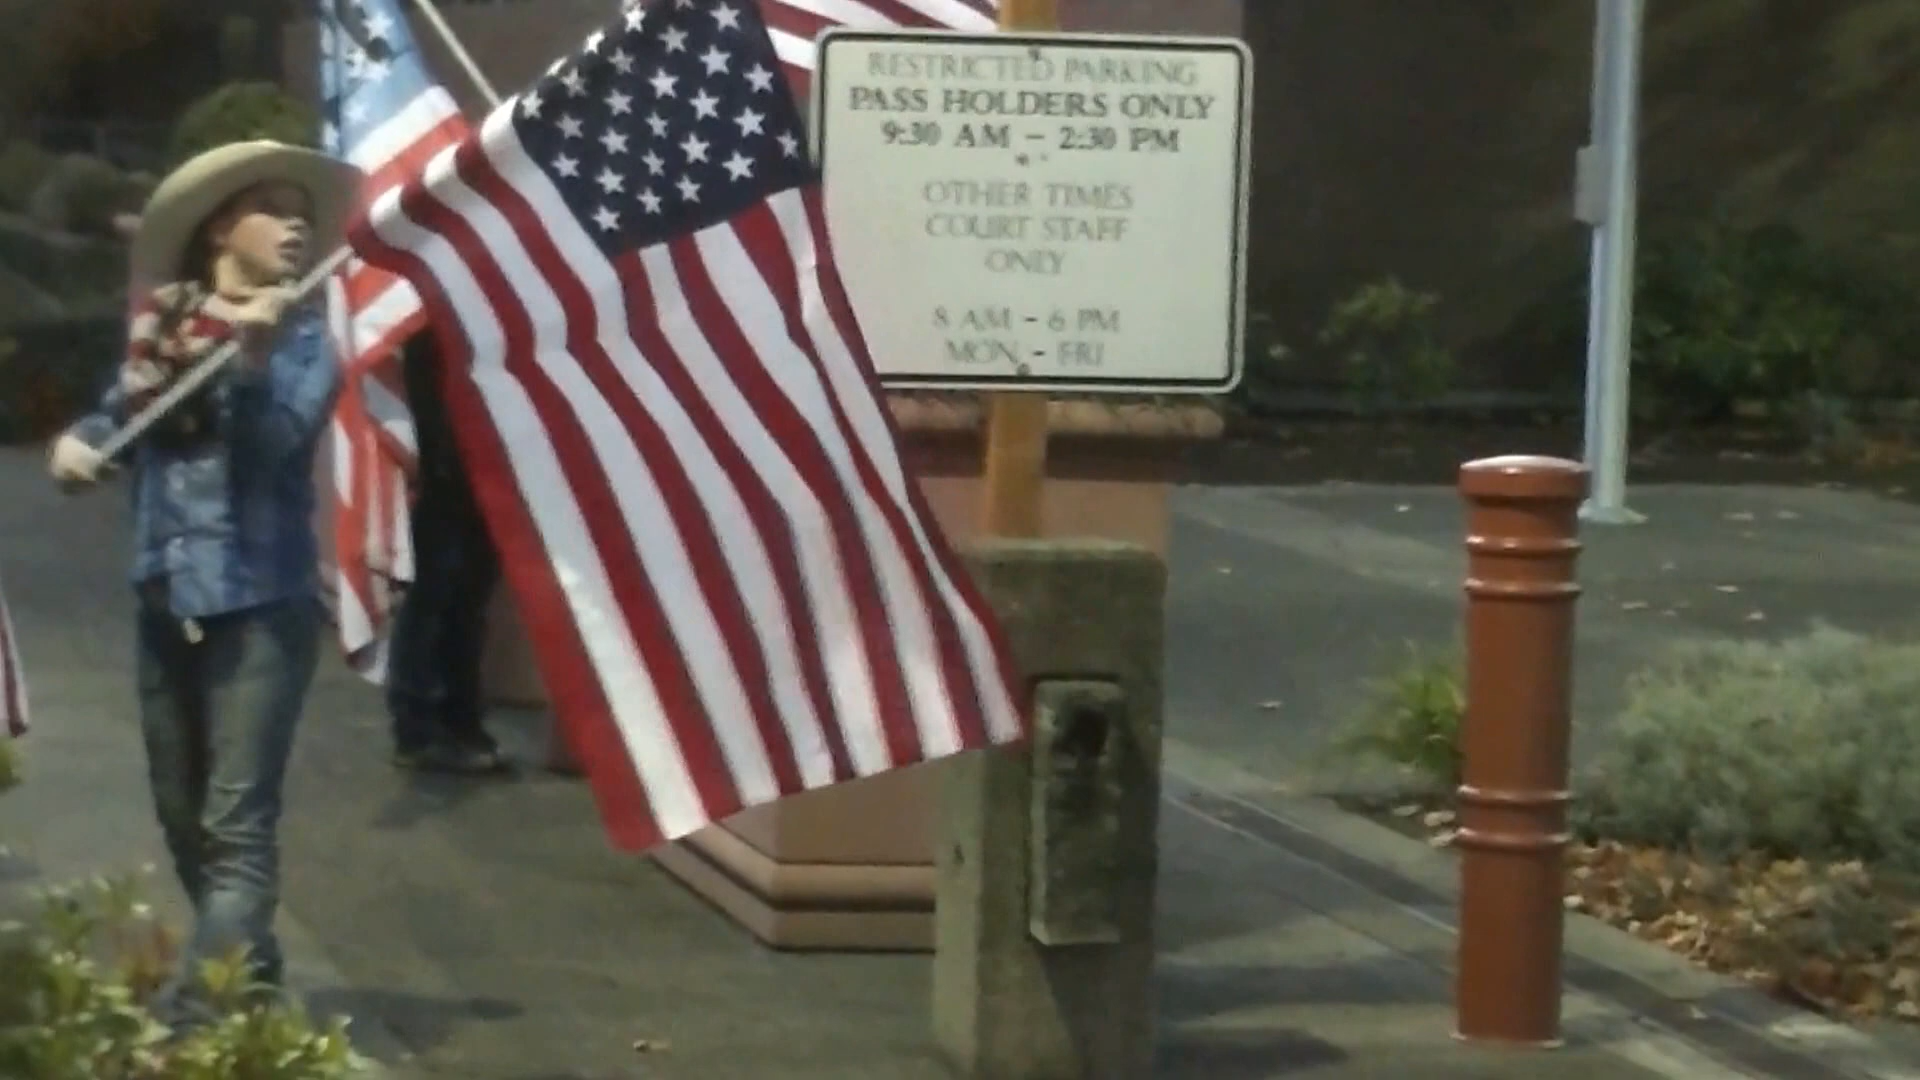 RESTRICTED PARKING
PASS HOLDERS ONLY
9:30 AM - 2:30 PM
OTHER TIMES
COURT STAFF
ONLY
8 AM - 6 PM
MON - FRI